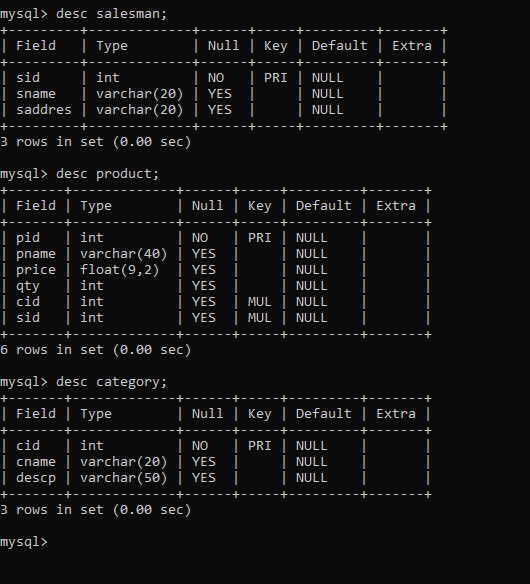 mysql> desc salesman;
+---------+-------------+------+-----+---------+-------+
| Field   | Type        | Null | Key | Default | Extra |
+---------+-------------+------+-----+---------+-------+
| sid     | int         | NO   | PRI | NULL    |       |
| sname   | varchar(20) | YES  |     | NULL    |       |
| saddres | varchar(20) | YES  |     | NULL    |       |
+---------+-------------+------+-----+---------+-------+
3 rows in set (0.00 sec)

mysql> desc product;
+-------+-------------+------+-----+---------+-------+
| Field | Type        | Null | Key | Default | Extra |
+-------+-------------+------+-----+---------+-------+
| pid   | int         | NO   | PRI | NULL    |       |
| pname | varchar(40) | YES  |     | NULL    |       |
| price | float(9,2)  | YES  |     | NULL    |       |
| qty   | int         | YES  |     | NULL    |       |
| cid   | int         | YES  | MUL | NULL    |       |
| sid   | int         | YES  | MUL | NULL    |       |
+-------+-------------+------+-----+---------+-------+
6 rows in set (0.00 sec)

mysql> desc category;
+-------+-------------+------+-----+---------+-------+
| Field | Type        | Null | Key | Default | Extra |
+-------+-------------+------+-----+---------+-------+
| cid   | int         | NO   | PRI | NULL    |       |
| cname | varchar(20) | YES  |     | NULL    |       |
| descp | varchar(50) | YES  |     | NULL    |       |
+-------+-------------+------+-----+---------+-------+
3 rows in set (0.00 sec)

mysql>